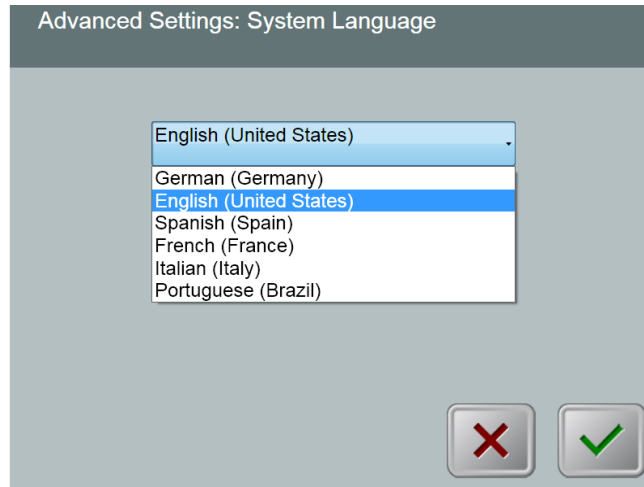 Advanced Settings: System Language
English (United States)
German (Germany)
English (United States)
Spanish (Spain)
French (France)
Italian (Italy)
Portuguese (Brazil)